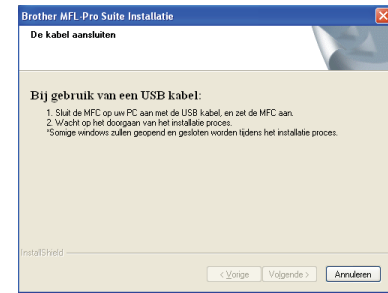 Brother MFL-Pro Suite Installatie
De kabel aansluiten
Bij gebruik van een USB kabel:
1. Sluit de MFC op uw PC aan met de USB kabel, en zet de MFC aan.
2. Wacht op het doorgaan van het installatie proces.
*Somige windows zullen geopend en gesloten worden tijdens het installatie proces.
InstallShield
< Vorige Volgende > Annuleren